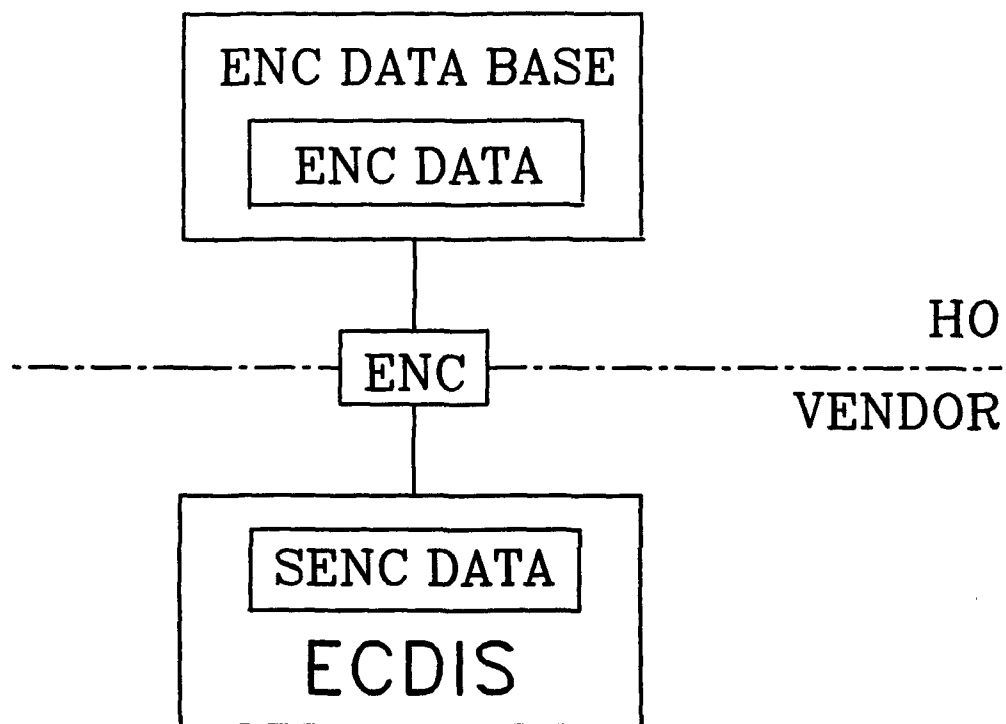 ENC DATA BASE
ENC DATA
HO
ENC
VENDOR
SENC DATA
ECDIS